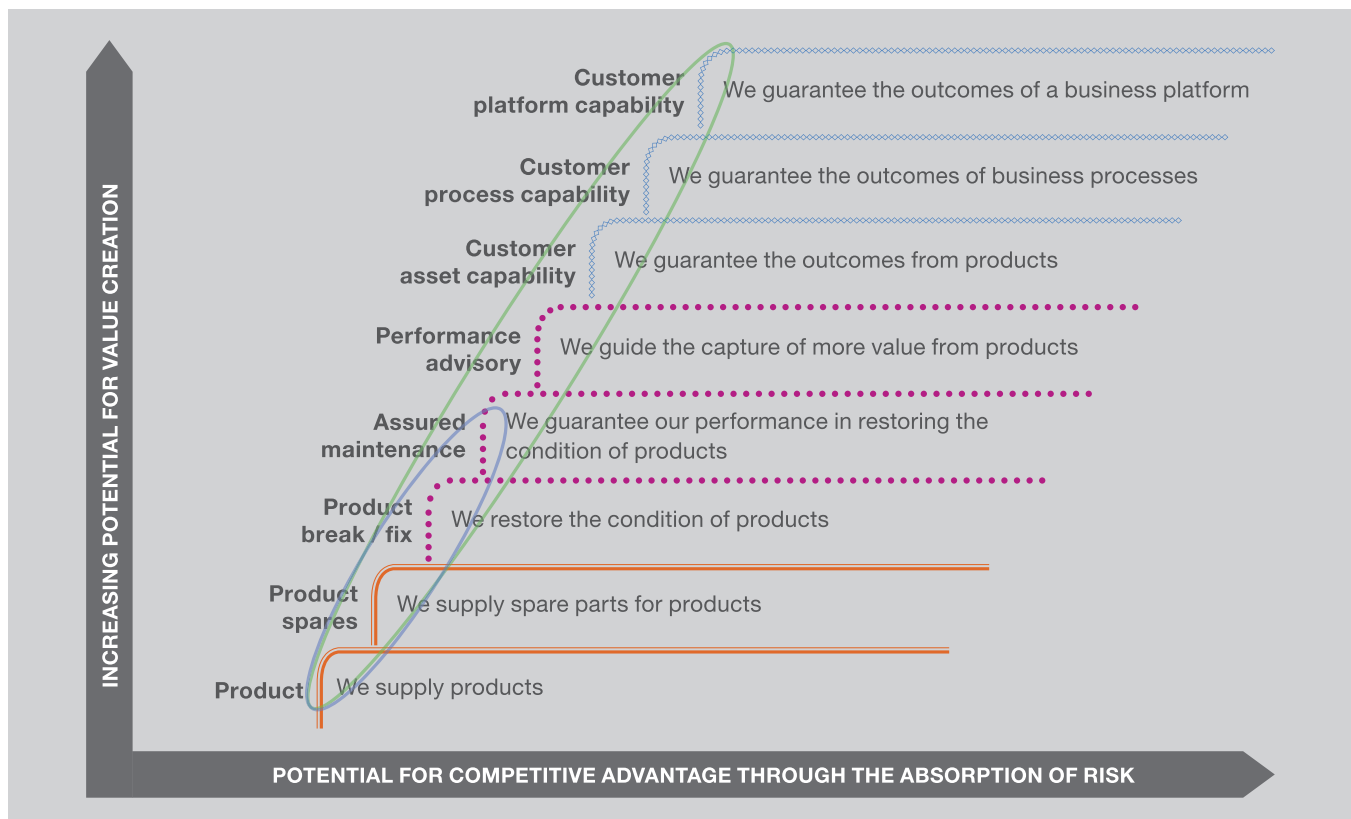 INCREASING POTENTIAL FOR VALUE CREATION
Customer
platform capability
We guarantee the outcomes of a business platform
Customer
process capability
We guarantee the outcomes of business processes
Customer
asset capability
We guarantee the outcomes from products
Performance
advisory
We guide the capture of more value from products
Assured
maintenance
We guarantee our performance in restoring the
condition of products
Product
break / fix
We restore the condition of products
Product
spares
We supply spare parts for products
Product
We supply products
POTENTIAL FOR COMPETITIVE ADVANTAGE THROUGH THE ABSORPTION OF RISK